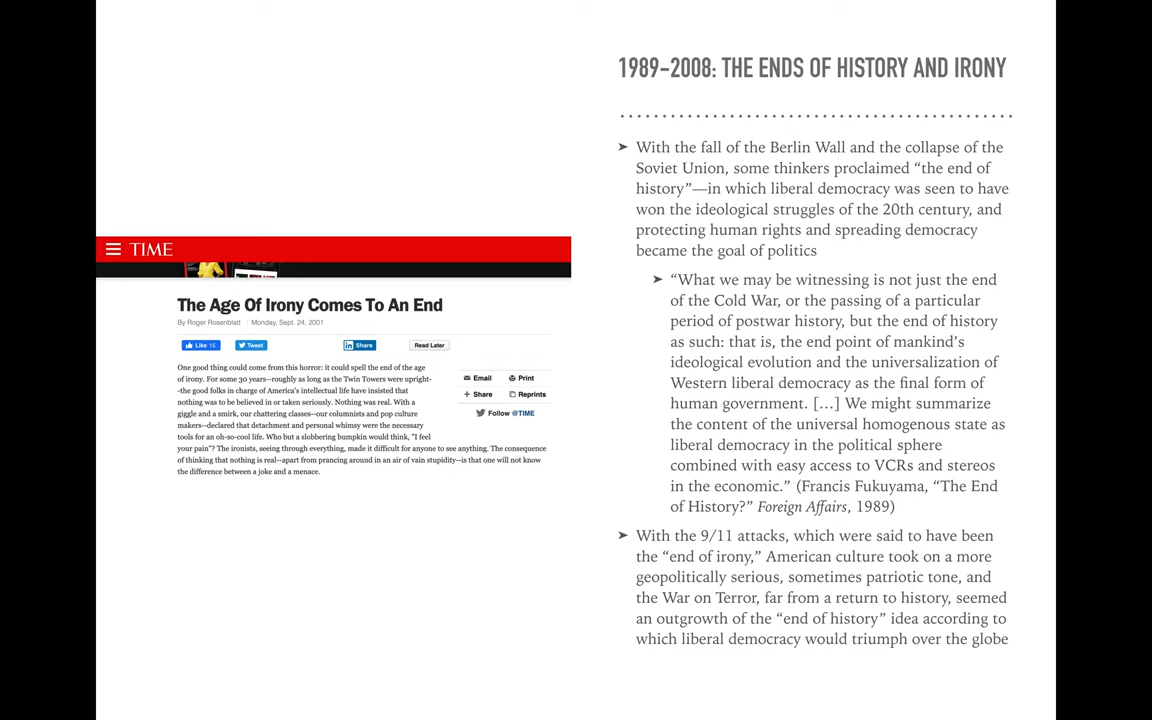 TIME
The Age Of Irony Comes To An End
By Roger Rosenblatt | Monday, Sept. 24, 2001
Like 15
Tweet
Share
Read Later
One good thing could come from this horror: it could spell the end of the age
of irony. For some 30 years--roughly as long as the Twin Towers were upright-
-the good folks in charge of America's intellectual life have insisted that
nothing was to be believed in or taken seriously. Nothing was real. With a
giggle and a smirk, our chattering classes--our columnists and pop culture
makers--declared that detachment and personal whimsy were the necessary
tools for an oh-so-cool life. Who but a slobbering bumpkin would think, "I feel
your pain"? The ironists, seeing through everything, made it difficult for anyone to see anything. The consequence
of thinking that nothing is real--apart from prancing around in an air of vain stupidity--is that one will not know
the difference between a joke and a menace.
Email
Print
Share
Reprints
Follow @TIME
1989–2008: THE ENDS OF HISTORY AND IRONY
➤ With the fall of the Berlin Wall and the collapse of the
Soviet Union, some thinkers proclaimed “the end of
history”—in which liberal democracy was seen to have
won the ideological struggles of the 20th century, and
protecting human rights and spreading democracy
became the goal of politics
➤ “What we may be witnessing is not just the end
of the Cold War, or the passing of a particular
period of postwar history, but the end of history
as such: that is, the end point of mankind’s
ideological evolution and the universalization of
Western liberal democracy as the final form of
human government. […] We might summarize
the content of the universal homogenous state as
liberal democracy in the political sphere
combined with easy access to VCRs and stereos
in the economic.” (Francis Fukuyama, “The End
of History?” Foreign Affairs, 1989)
➤ With the 9/11 attacks, which were said to have been
the “end of irony,” American culture took on a more
geopolitically serious, sometimes patriotic tone, and
the War on Terror, far from a return to history, seemed
an outgrowth of the “end of history” idea according to
which liberal democracy would triumph over the globe